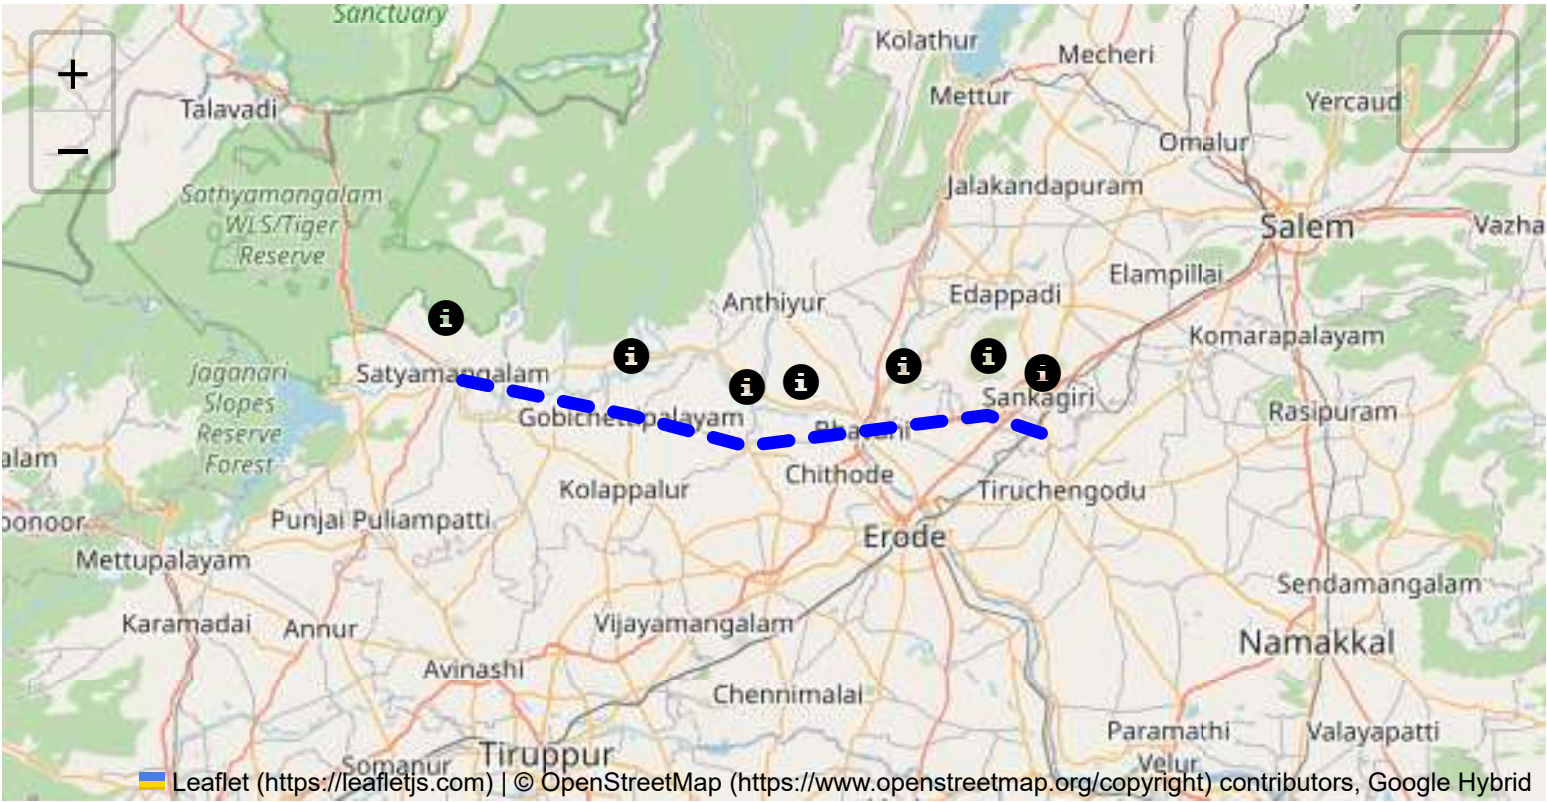 Sanctuary
Kolathur
Mecheri
+
Talavadi
Mettur
Yercaud
Omalur
−
Sathyamangalam
WLS/Tiger
Reserve
Jalakandapuram
Salem
Vazha
Elampillai
Anthiyur
Edappadi
Komarapalayam
Jaganari
Slopes
Reserve
Forest
Satyamangalam
Sankagiri
Rasipuram
Gobichettipalayam
Bhavani
alam
Chithode
Kolappalur
Tiruchengodu
oonoor
Punjai Puliampatti
Erode
Mettupalayam
Sendamangalam
Karamadai
Annur
Vijayamangalam
Namakkal
Avinashi
Chennimalai
Paramathi
Velur
Valayapatti
Somanur
Tiruppur
Leaflet (https://leafletjs.com) | © OpenStreetMap (https://www.openstreetmap.org/copyright) contributors, Google Hybrid